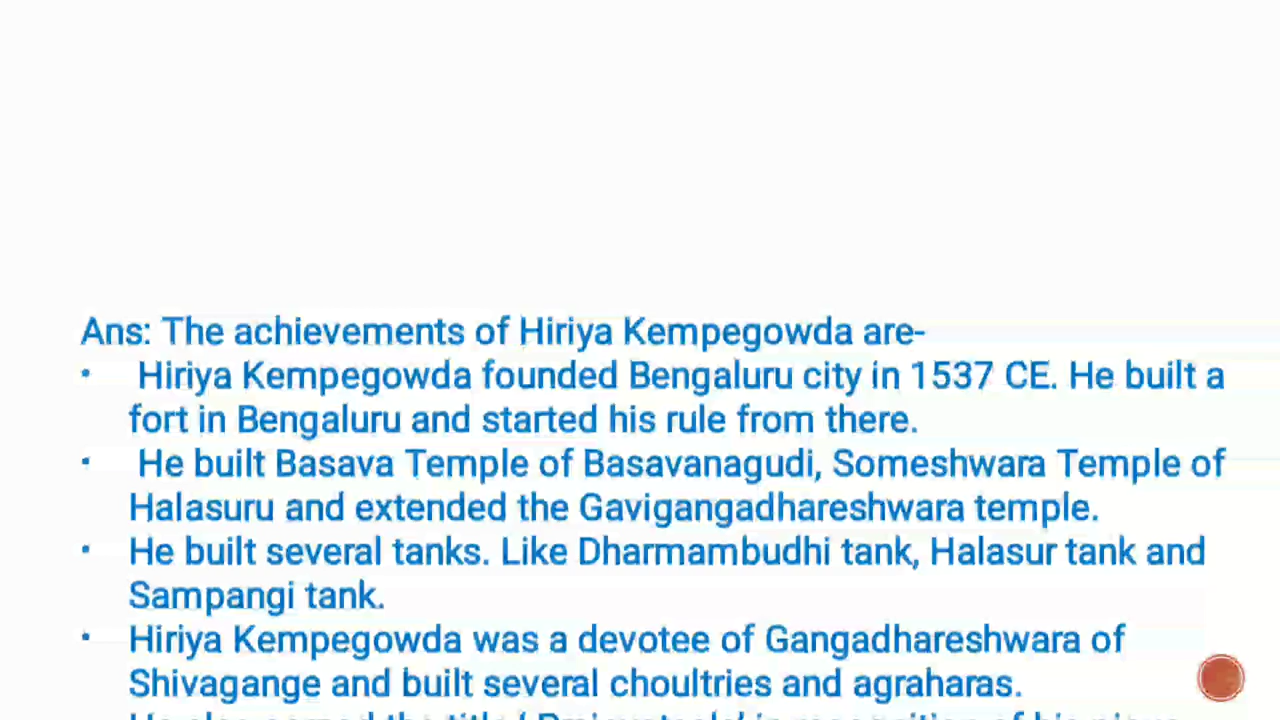 Ans: The achievements of Hiriya Kempegowda are-
• Hiriya Kempegowda founded Bengaluru city in 1537 CE. He built a
fort in Bengaluru and started his rule from there.
• He built Basava Temple of Basavanagudi, Someshwara Temple of
Halasuru and extended the Gavigangadhareshwara temple.
• He built several tanks. Like Dharmambudhi tank, Halasur tank and
Sampangi tank.
• Hiriya Kempegowda was a devotee of Gangadhareshwara of
Shivagange and built several choultries and agraharas.